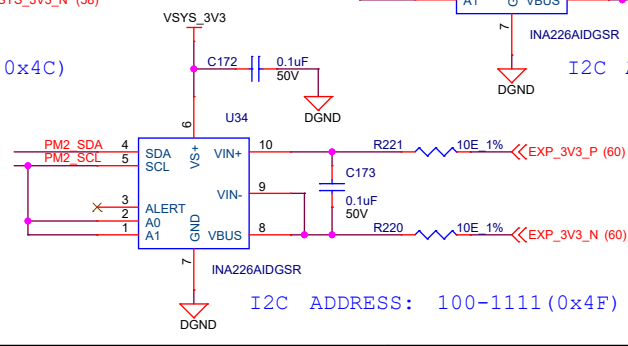 SYS_3V3_N (58)
VSYS_3V3
A1
VBUS
7
INA226AIDGSR
DGND
0x4C)
I2C
C172
0.1uF
50V
DGND
U34
6
PM2_SDA 4 SDA
PM2_SCL 5 SCL
VS+
VIN+ 10
R221 10E_1% EXP_3V3_P (60)
C173
0.1uF
50V
VIN- 9
3 ALERT
2 A0
1 A1
GND
VBUS 8
R220 10E_1% EXP_3V3_N (60)
7
INA226AIDGSR
DGND
I2C ADDRESS: 100-1111(0x4F)